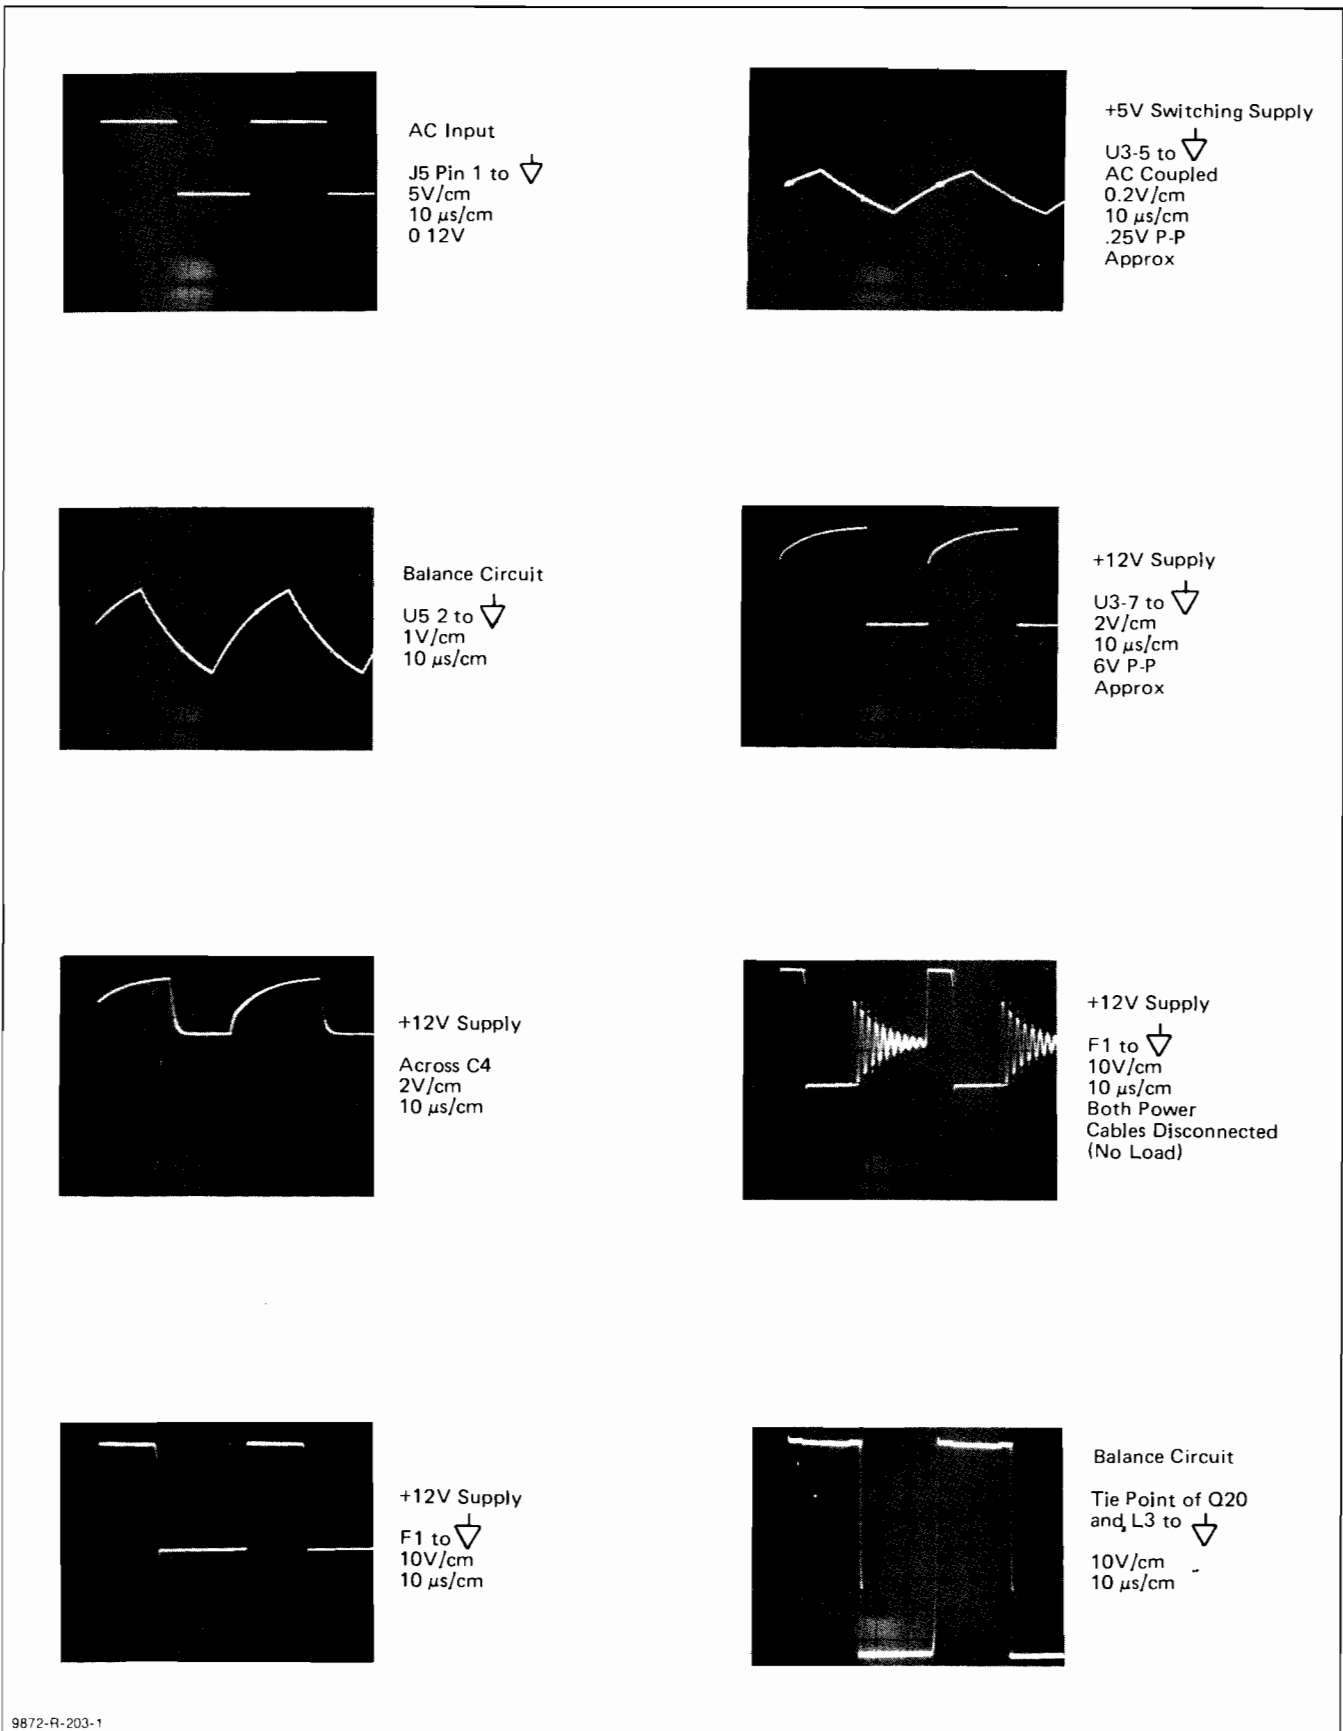 AC Input
J5 Pin 1 to
5V/cm
10 μs/cm
0 12V
+5V Switching Supply
U3-5 to
AC Coupled
0.2V/cm
10 μs/cm
.25V P-P
Approx
Balance Circuit
U5 2 to
1V/cm
10 μs/cm
+12V Supply
U3-7 to
2V/cm
10 μs/cm
6V P-P
Approx
+12V Supply
Across C4
2V/cm
10 μs/cm
+12V Supply
F1 to
10V/cm
10 μs/cm
Both Power
Cables Disconnected
(No Load)
+12V Supply
F1 to
10V/cm
10 μs/cm
Balance Circuit
Tie Point of Q20
and L3 to
10V/cm
10 μs/cm
9872-R-203-1